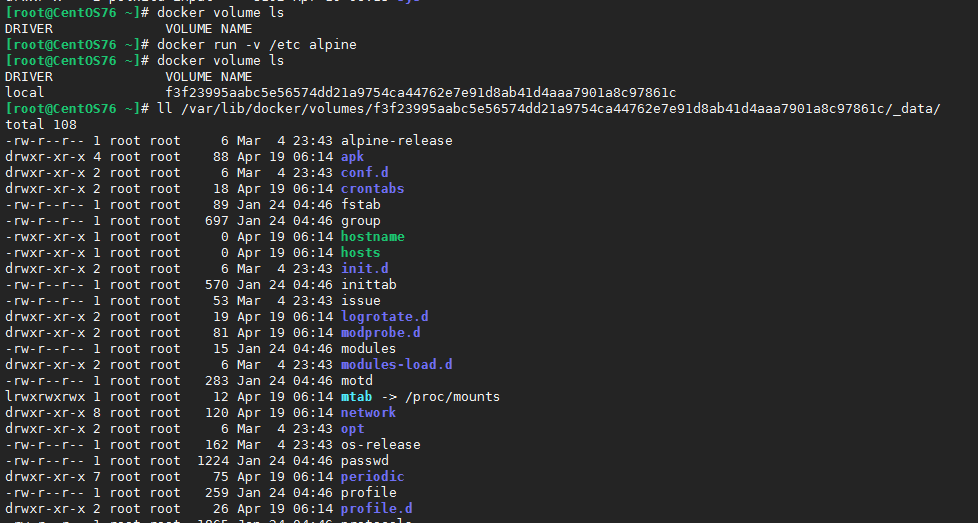 [root@CentOS76 ~]# docker volume ls
DRIVER              VOLUME NAME
[root@CentOS76 ~]# docker run -v /etc alpine
[root@CentOS76 ~]# docker volume ls
DRIVER              VOLUME NAME
local               f3f23995aabc5e56574dd21a9754ca44762e7e91d8ab41d4aaa7901a8c97861c
[root@CentOS76 ~]# ll /var/lib/docker/volumes/f3f23995aabc5e56574dd21a9754ca44762e7e91d8ab41d4aaa7901a8c97861c/_data/
total 108
-rw-r--r-- 1 root root    6 Mar  4 23:43 alpine-release
drwxr-xr-x 4 root root   88 Apr 19 06:14 apk
drwxr-xr-x 2 root root    6 Mar  4 23:43 conf.d
drwxr-xr-x 2 root root   18 Apr 19 06:14 crontabs
-rw-r--r-- 1 root root   89 Jan 24 04:46 fstab
-rw-r--r-- 1 root root  697 Jan 24 04:46 group
-rwxr-xr-x 1 root root    0 Apr 19 06:14 hostname
-rwxr-xr-x 1 root root    0 Apr 19 06:14 hosts
drwxr-xr-x 2 root root    6 Mar  4 23:43 init.d
-rw-r--r-- 1 root root  570 Jan 24 04:46 inittab
-rw-r--r-- 1 root root   53 Mar  4 23:43 issue
drwxr-xr-x 2 root root   19 Apr 19 06:14 logrotate.d
drwxr-xr-x 2 root root   81 Apr 19 06:14 modprobe.d
-rw-r--r-- 1 root root   15 Jan 24 04:46 modules
drwxr-xr-x 2 root root    6 Mar  4 23:43 modules-load.d
-rw-r--r-- 1 root root  283 Jan 24 04:46 motd
lrwxrwxrwx 1 root root   12 Apr 19 06:14 mtab -> /proc/mounts
drwxr-xr-x 8 root root  120 Apr 19 06:14 network
drwxr-xr-x 2 root root    6 Mar  4 23:43 opt
-rw-r--r-- 1 root root  162 Mar  4 23:43 os-release
-rw-r--r-- 1 root root 1224 Jan 24 04:46 passwd
drwxr-xr-x 7 root root   75 Apr 19 06:14 periodic
-rw-r--r-- 1 root root  259 Jan 24 04:46 profile
drwxr-xr-x 2 root root   26 Apr 19 06:14 profile.d